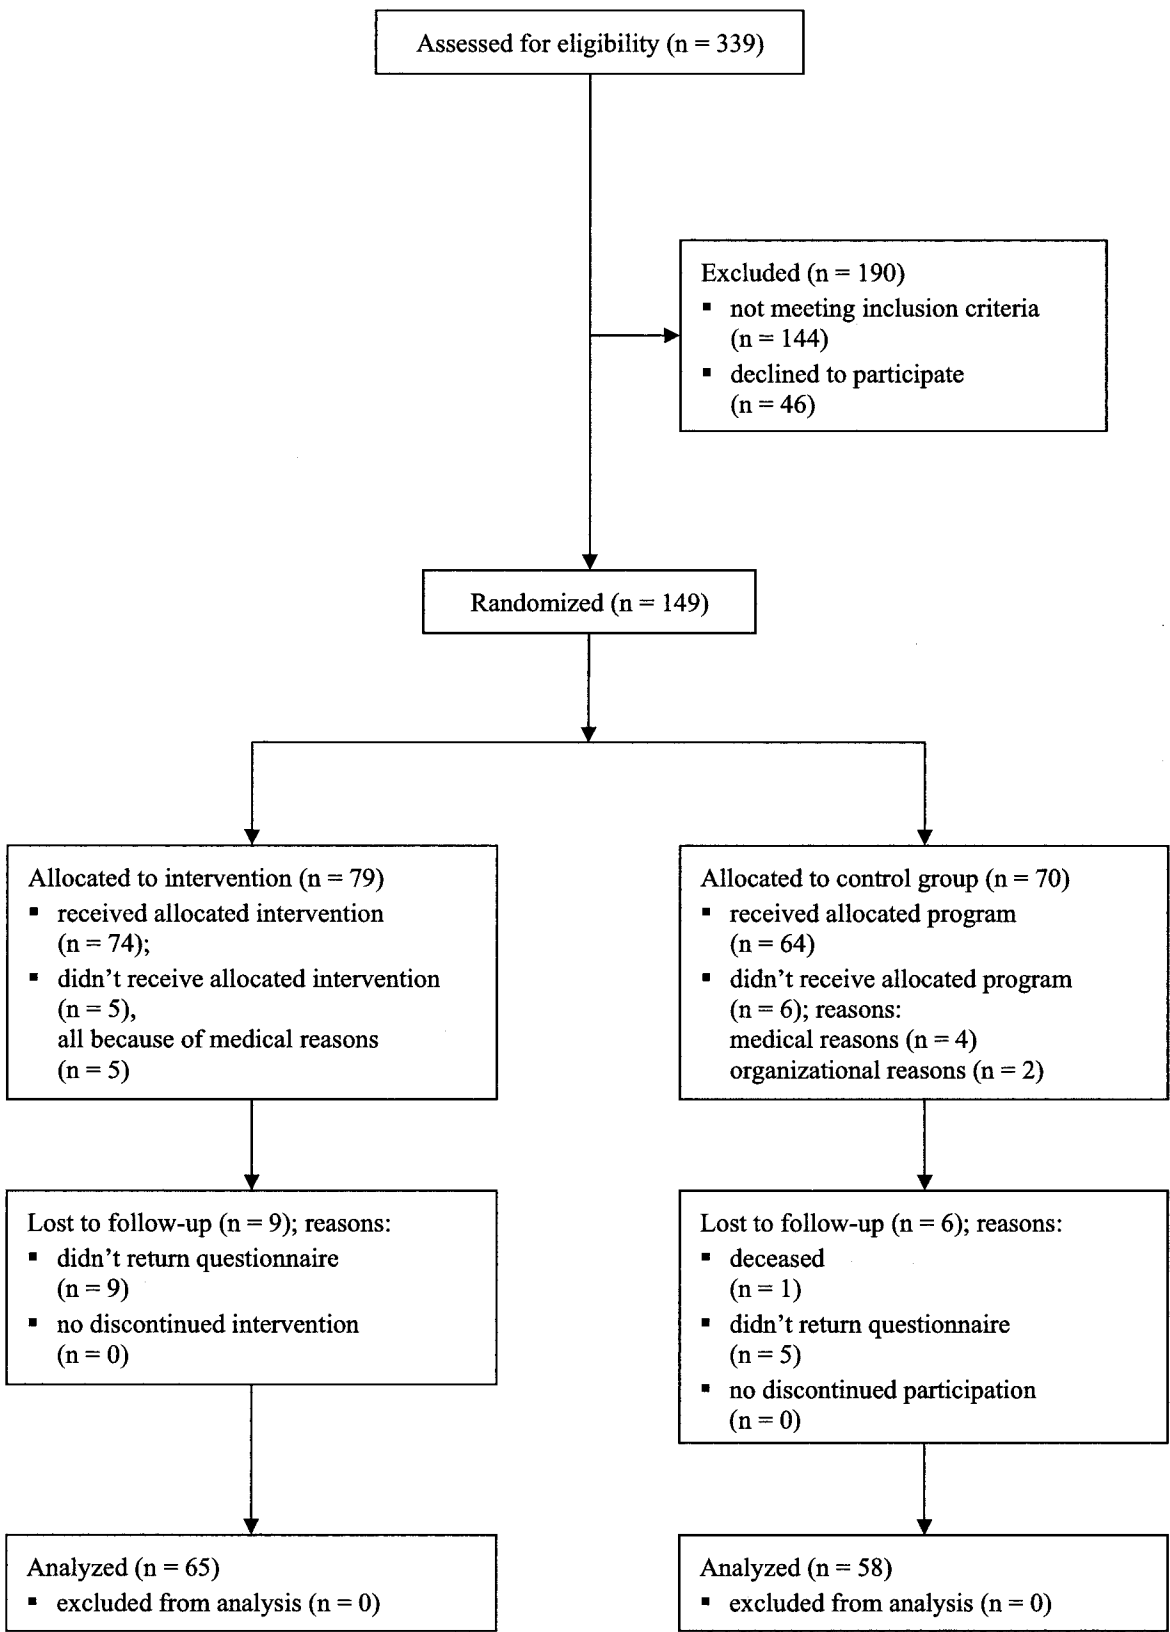 Assessed for eligibility (n = 339)
Excluded (n = 190)
▪ not meeting inclusion criteria
(n = 144)
▪ declined to participate
(n = 46)
Randomized (n = 149)
Allocated to intervention (n = 79)
▪ received allocated intervention
(n = 74);
▪ didn't receive allocated intervention
(n = 5),
all because of medical reasons
(n = 5)
Allocated to control group (n = 70)
▪ received allocated program
(n = 64)
▪ didn't receive allocated program
(n = 6); reasons:
medical reasons (n = 4)
organizational reasons (n = 2)
Lost to follow-up (n = 9); reasons:
▪ didn't return questionnaire
(n = 9)
▪ no discontinued intervention
(n = 0)
Lost to follow-up (n = 6); reasons:
▪ deceased
(n = 1)
▪ didn't return questionnaire
(n = 5)
▪ no discontinued participation
(n = 0)
Analyzed (n = 65)
▪ excluded from analysis (n = 0)
Analyzed (n = 58)
▪ excluded from analysis (n = 0)